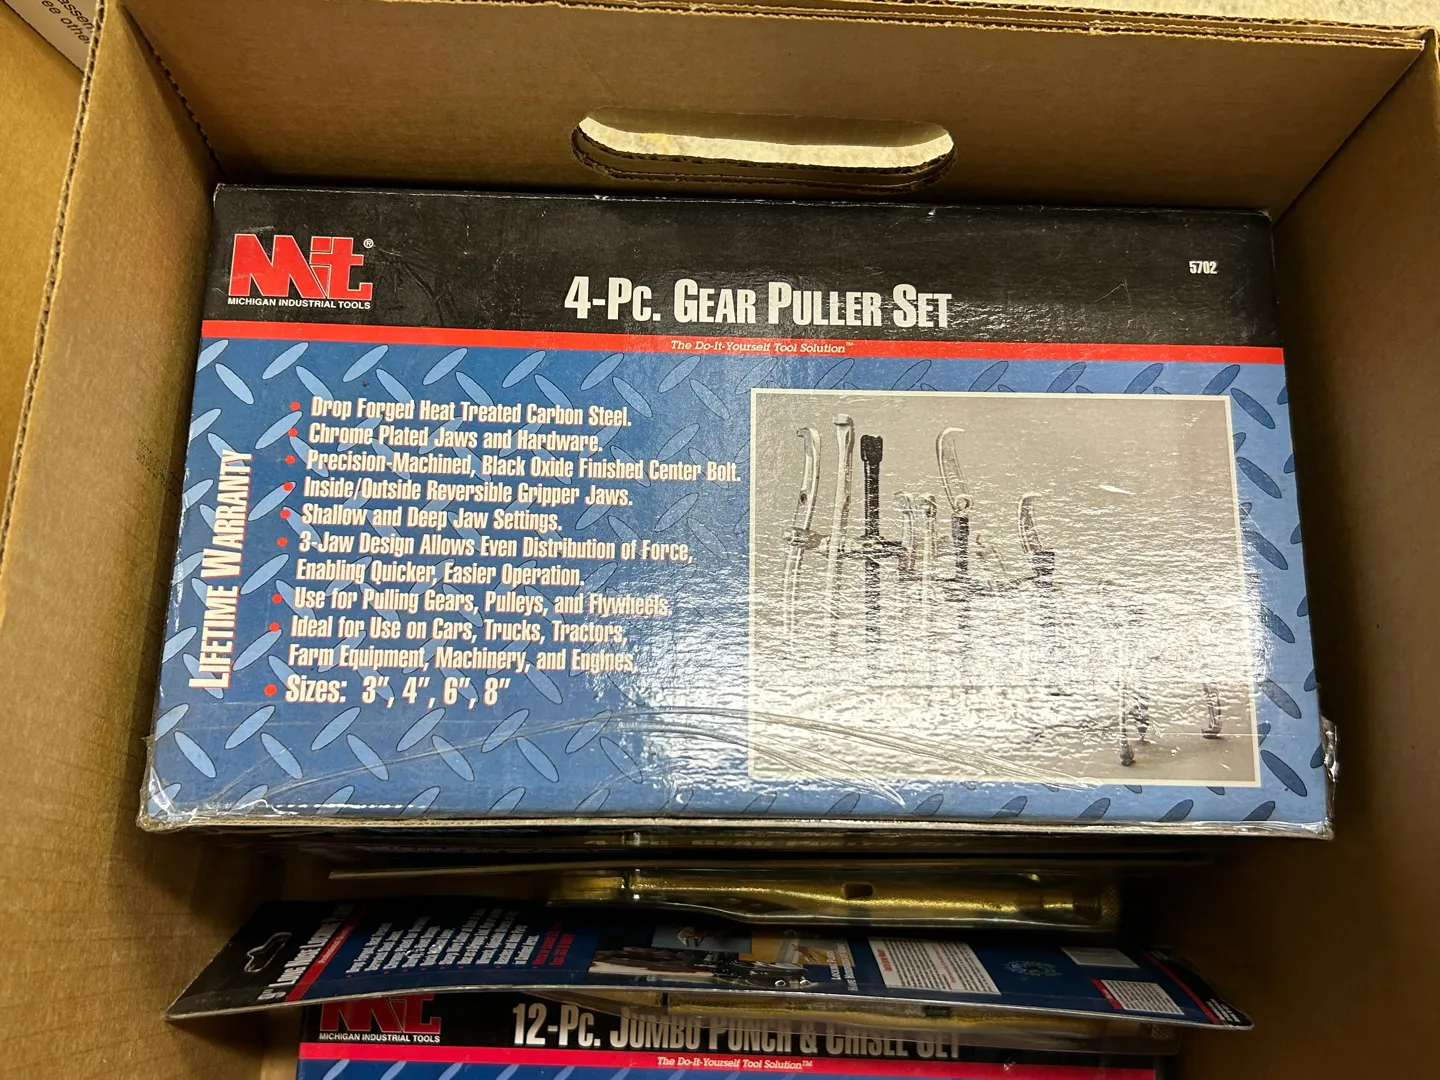 MIT®
MICHIGAN INDUSTRIAL TOOLS
5702
4-PC. GEAR PULLER SET
The Do-It-Yourself Tool Solution™
LIFETIME WARRANTY
• Drop Forged Heat Treated Carbon Steel.
• Chrome Plated Jaws and Hardware.
• Precision-Machined, Black Oxide Finished Center Bolt.
• Inside/Outside Reversible Gripper Jaws.
• Shallow and Deep Jaw Settings.
• 3-Jaw Design Allows Even Distribution of Force,
Enabling Quicker, Easier Operation.
• Use for Pulling Gears, Pulleys, and Flywheels.
• Ideal for Use on Cars, Trucks, Tractors,
Farm Equipment, Machinery, and Engines.
• Sizes: 3”, 4”, 6”, 8”
MIT
MICHIGAN INDUSTRIAL TOOLS
12-PC. JUMBO PUNCH & CHISEL SET
The Do-It-Yourself Tool Solution™